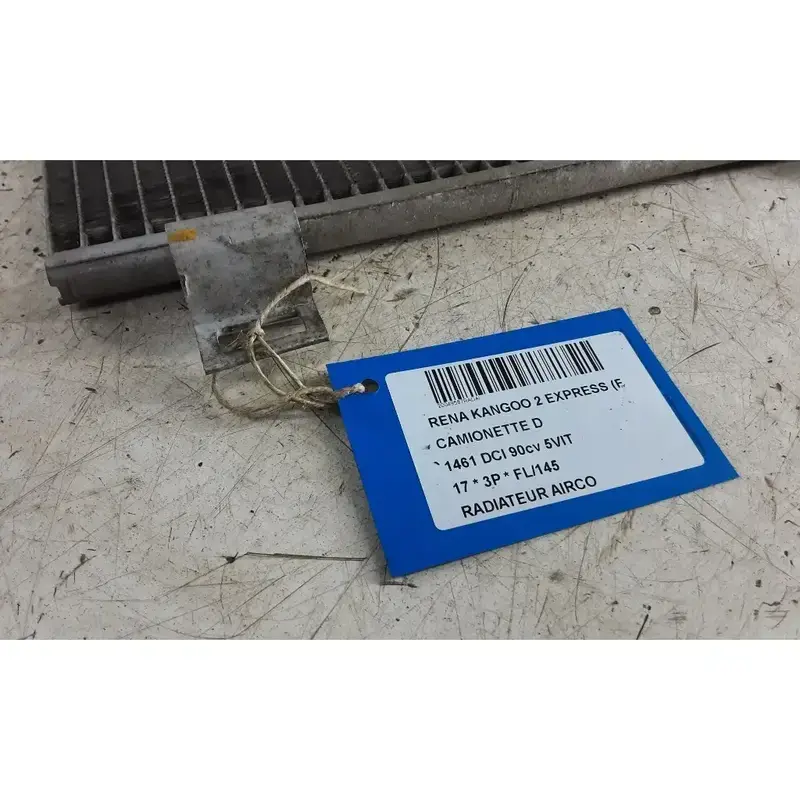 RENA KANGOO 2 EXPRESS (F,
CAMIONETTE D
1461 DCI 90cv 5VIT
17 * 3P * FL/145
RADIATEUR AIRCO